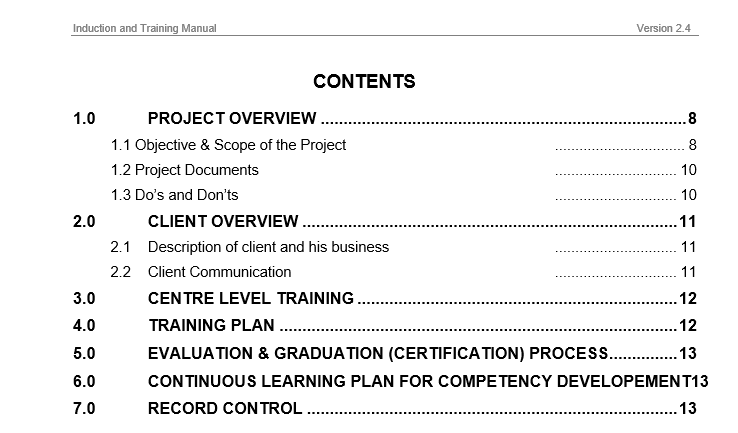 Induction and Training Manual Version 2.4
CONTENTS
1.0 PROJECT OVERVIEW ................................................................................8
1.1 Objective & Scope of the Project ................................ 8
1.2 Project Documents .............................. 10
1.3 Do's and Don'ts .............................. 10
2.0 CLIENT OVERVIEW ..................................................................................11
2.1 Description of client and his business .............................. 11
2.2 Client Communication .............................. 11
3.0 CENTRE LEVEL TRAINING ......................................................................12
4.0 TRAINING PLAN .......................................................................................12
5.0 EVALUATION & GRADUATION (CERTIFICATION) PROCESS...............13
6.0 CONTINUOUS LEARNING PLAN FOR COMPETENCY DEVELOPEMENT13
7.0 RECORD CONTROL .................................................................................13